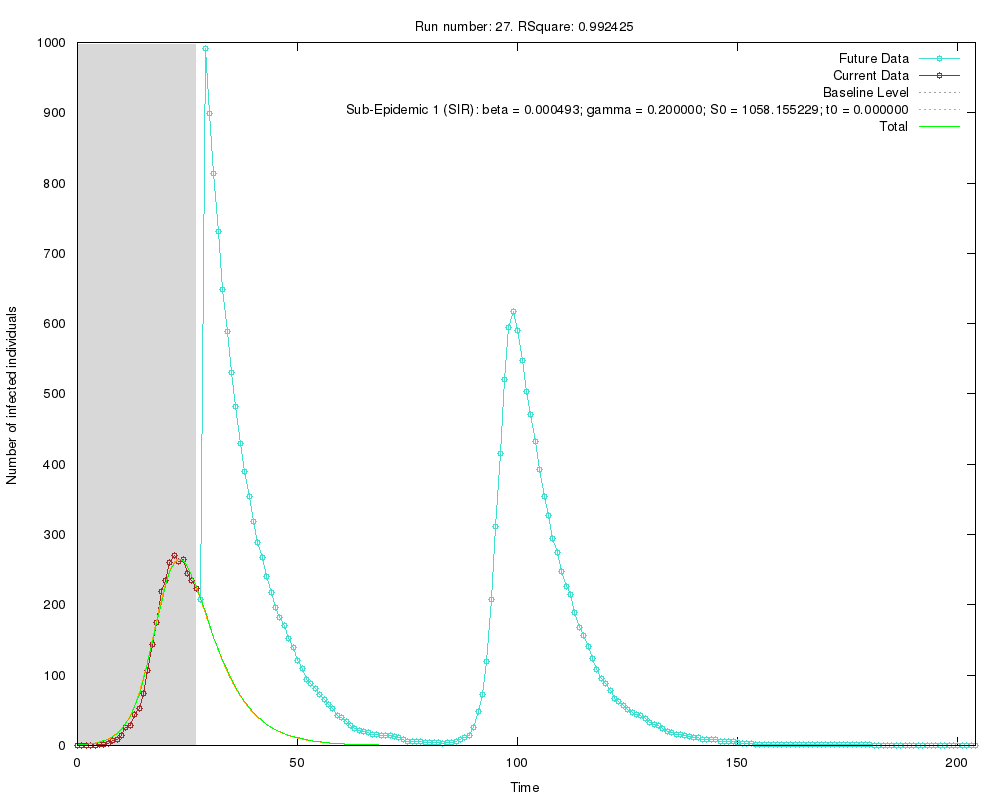 Run number: 27. RSquare: 0.992425
Future Data
Current Data
Baseline Level
Sub-Epidemic 1 (SIR): beta = 0.000493; gamma = 0.200000; S0 = 1058.155229; t0 = 0.000000
Total
1000
900
800
700
600
500
400
300
200
100
0
Number of infected individuals
0 50 100 150 200
Time